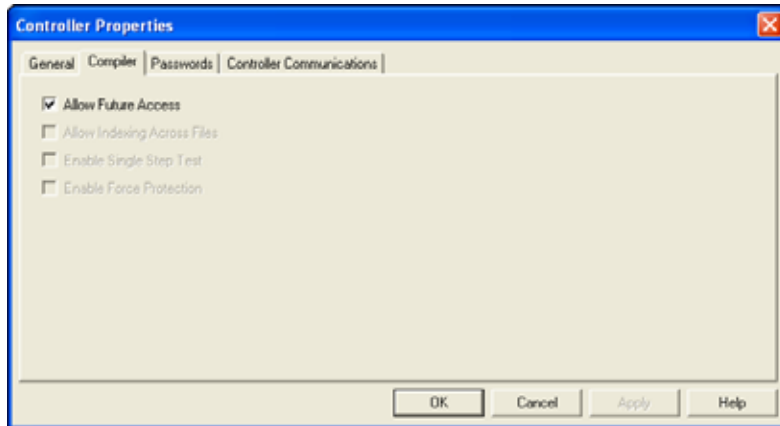 Controller Properties
General Compiler Passwords Controller Communications
Allow Future Access
Allow Indexing Across Files
Enable Single Step Test
Enable Force Protection
OK Cancel Apply Help